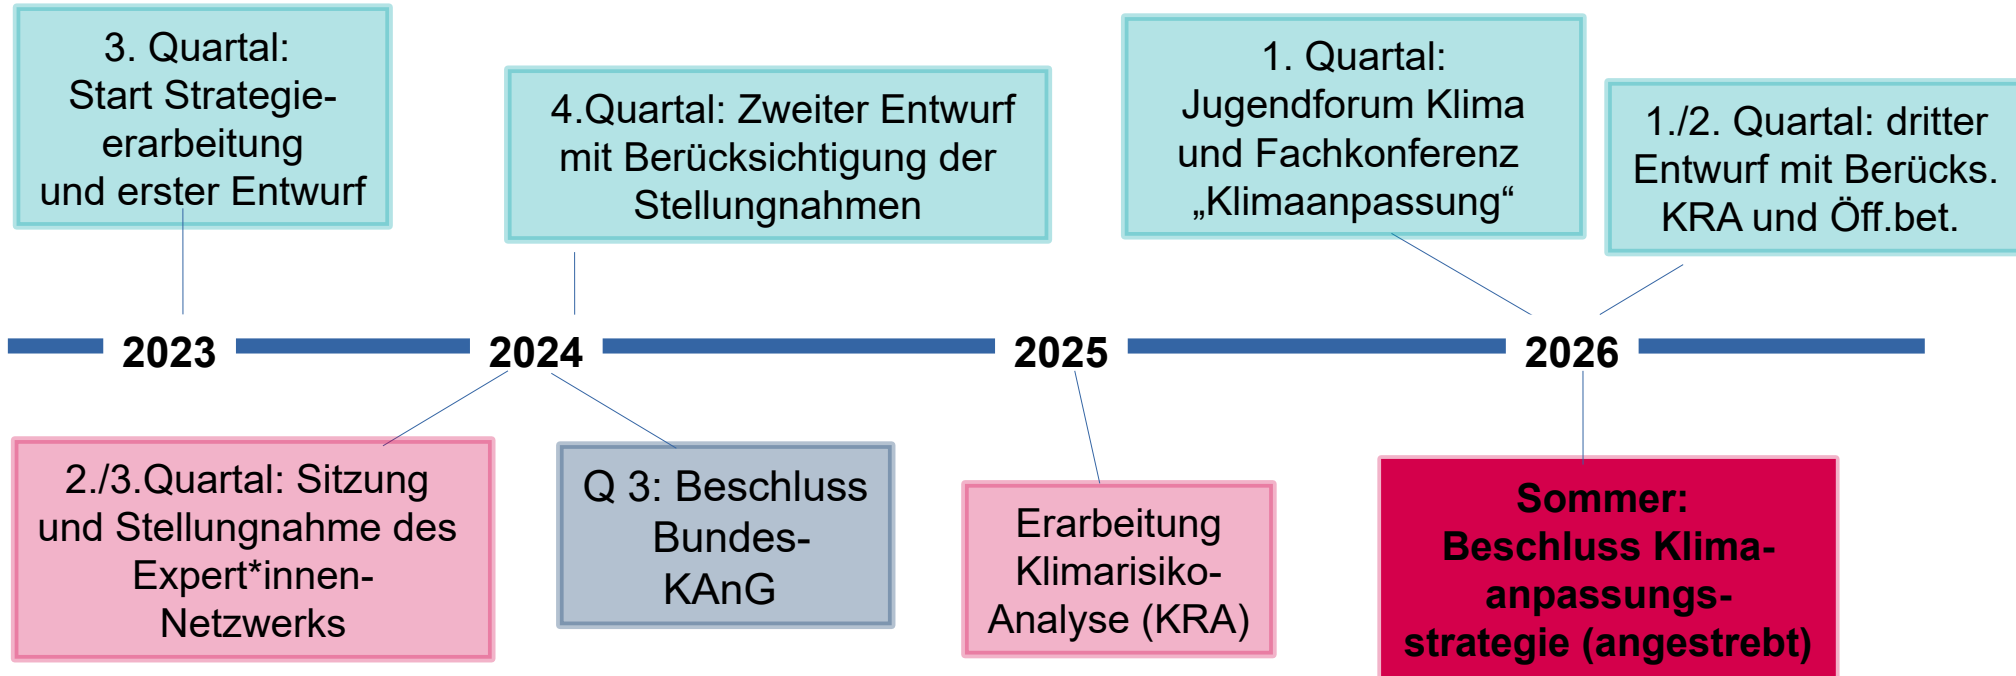 3. Quartal:
Start Strategie-
erarbeitung
und erster Entwurf
4.Quartal: Zweiter Entwurf
mit Berücksichtigung der
Stellungnahmen
1. Quartal:
Jugendforum Klima
und Fachkonferenz
„Klimaanpassung“
1./2. Quartal: dritter
Entwurf mit Berücks.
KRA und Öff.bet.
2023
2024
2025
2026
2./3.Quartal: Sitzung
und Stellungnahme des
Expert*innen-
Netzwerks
Q 3: Beschluss
Bundes-
KAnG
Erarbeitung
Klimarisiko-
Analyse (KRA)
Sommer:
Beschluss Klima-
anpassungs-
strategie (angestrebt)